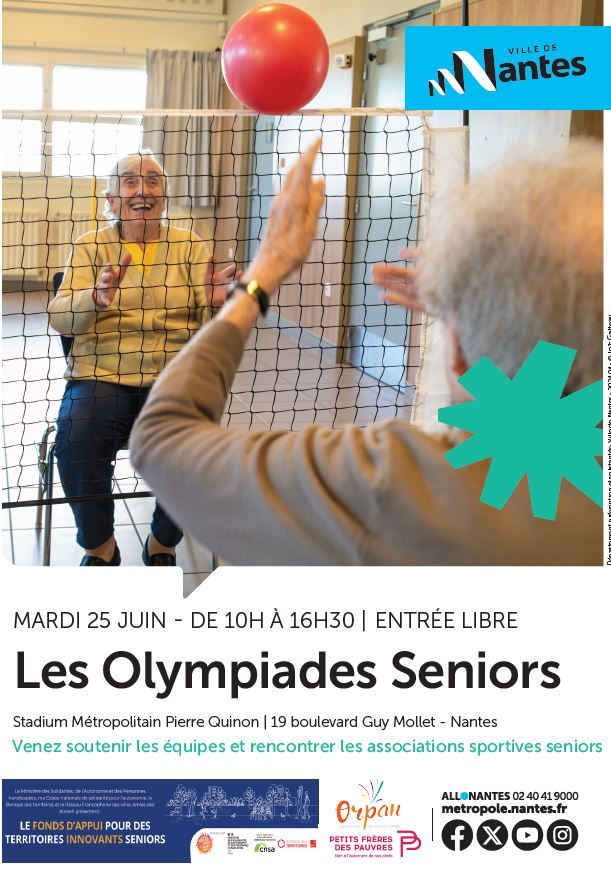 VILLE DE
Nantes
MARDI 25 JUIN - DE 10H À 16H30 | ENTRÉE LIBRE
Les Olympiades Seniors
Stadium Métropolitain Pierre Quinon | 19 boulevard Guy Mollet - Nantes
Venez soutenir les équipes et rencontrer les associations sportives seniors
Le Ministère des Solidarités, de l'Autonomie et des Personnes
handicapées, ma Caisse nationale de solidarité pour l'autonomie, la
Banque des territoires et le Réseau Francophone des villes Amies des
Aînés® présentent :
LE FONDS D'APPUI POUR DES
TERRITOIRES INNOVANTS SENIORS
cnsa
Orpan
PETITS FRÈRES
DES PAUVRES
Non à l'isolement de nos aînés
ALLONANTES 02 40 41 9000
metropole.nantes.fr